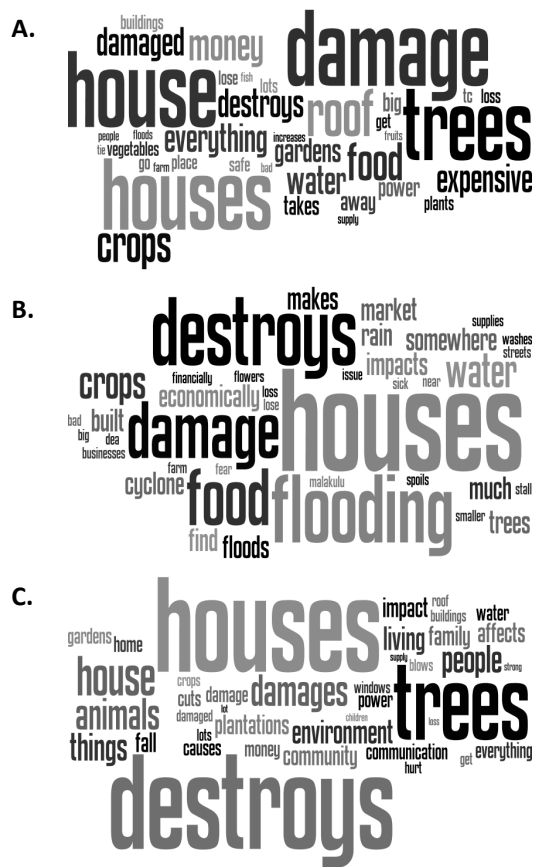 A.
buildings
damaged money damage
house lose fish lots
destroys roof big tc loss
get trees
people floods everything increases fruits
tie vegetables gardens food
go farm place safe bad
houses water power expensive
takes away plants
supply
crops
B.
makes
destroys market
rain somewhere supplies
washes
streets
issue impacts water
crops financially flowers sick near
economically loss
lose houses
bad built damage
big dea
businesses
farm fear
cyclone food malakulu spoils much stall
flooding smaller trees
find floods
C.
houses impact roof
buildings water
gardens home living family affects
supply blows people strong
house crops
cuts damage damages windows
power trees
animals damaged lot
plantations children
environment loss
things fall lots
causes money community communication get everything
hurt
destroys